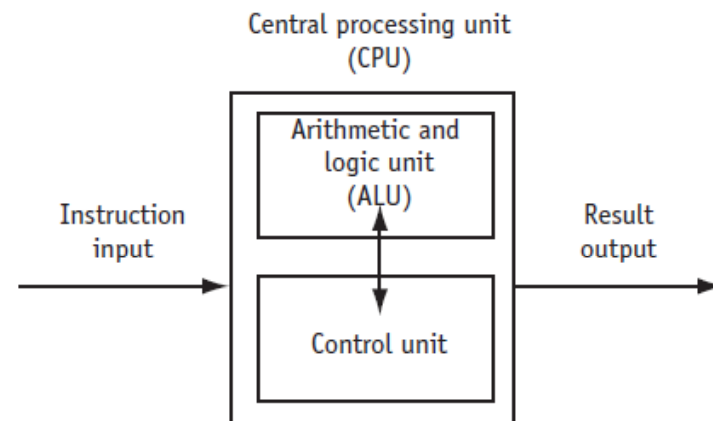 Central processing unit
(CPU)
Arithmetic and
logic unit
(ALU)
Instruction
input
Result
output
Control unit